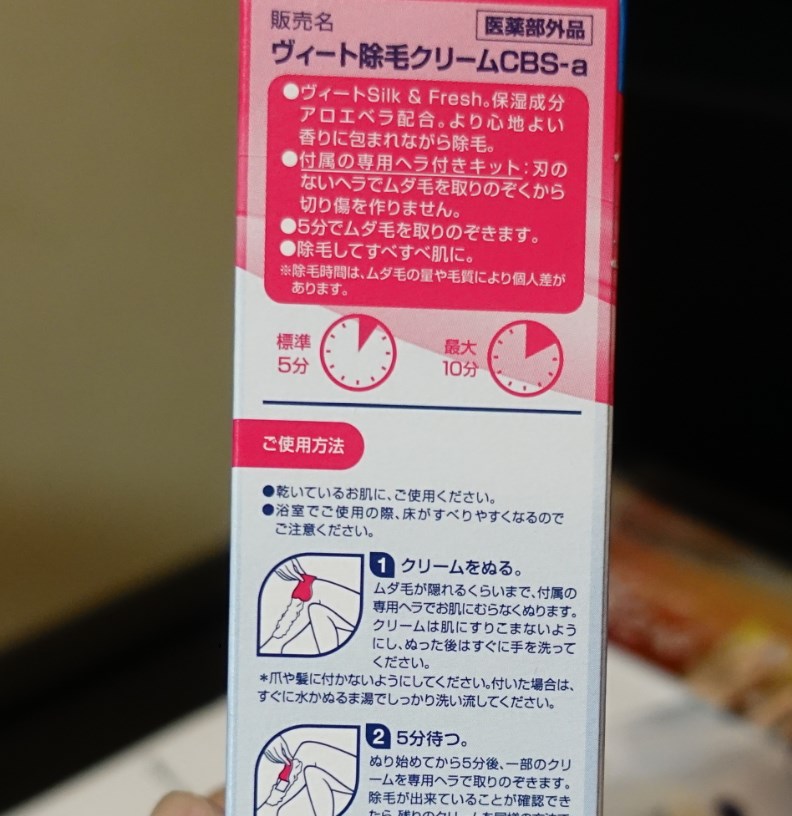 販売名
医薬部外品
ヴィート除毛クリームCBS-a
●ヴィートSilk & Fresh。保湿成分
アロエベラ配合。より心地よい
香りに包まれながら除毛。
●付属の専用ヘラ付きキット：刃の
ないヘラでムダ毛を取りのぞくから
切り傷を作りません。
●5分でムダ毛を取りのぞきます。
●除毛してすべすべ肌に。
※除毛時間は、ムダ毛の量や毛質により個人差が
あります。
標準
5分
最大
10分
ご使用方法
●乾いているお肌に、ご使用ください。
●浴室でご使用の際、床がすべりやすくなるので
ご注意ください。
1 クリームをぬる。
ムダ毛が隠れるくらいまで、付属の
専用ヘラでお肌にむらなくぬります。
クリームは肌にすりこまないよう
にし、ぬった後はすぐに手を洗って
ください。
＊爪や髪に付かないようにしてください。付いた場合は、
すぐに水かぬるま湯でしっかり洗い流してください。
2 5分待つ。
ぬり始めてから5分後、一部のクリ
ームを専用ヘラで取りのぞきます。
除毛が出来ていることが確認でき
たら、残りのクリームを同様の方法で